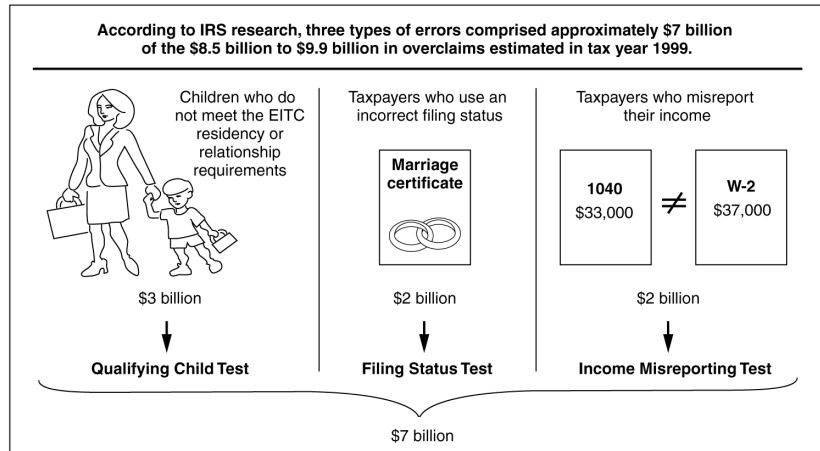 According to IRS research, three types of errors comprised approximately $7 billion
of the $8.5 billion to $9.9 billion in overclaims estimated in tax year 1999.
Children who do
not meet the EITC
residency or
relationship
requirements
$3 billion
Qualifying Child Test
Taxpayers who use an
incorrect filing status
Marriage
certificate
$2 billion
Filing Status Test
Taxpayers who misreport
their income
1040
$33,000
≠
W-2
$37,000
$2 billion
Income Misreporting Test
$7 billion